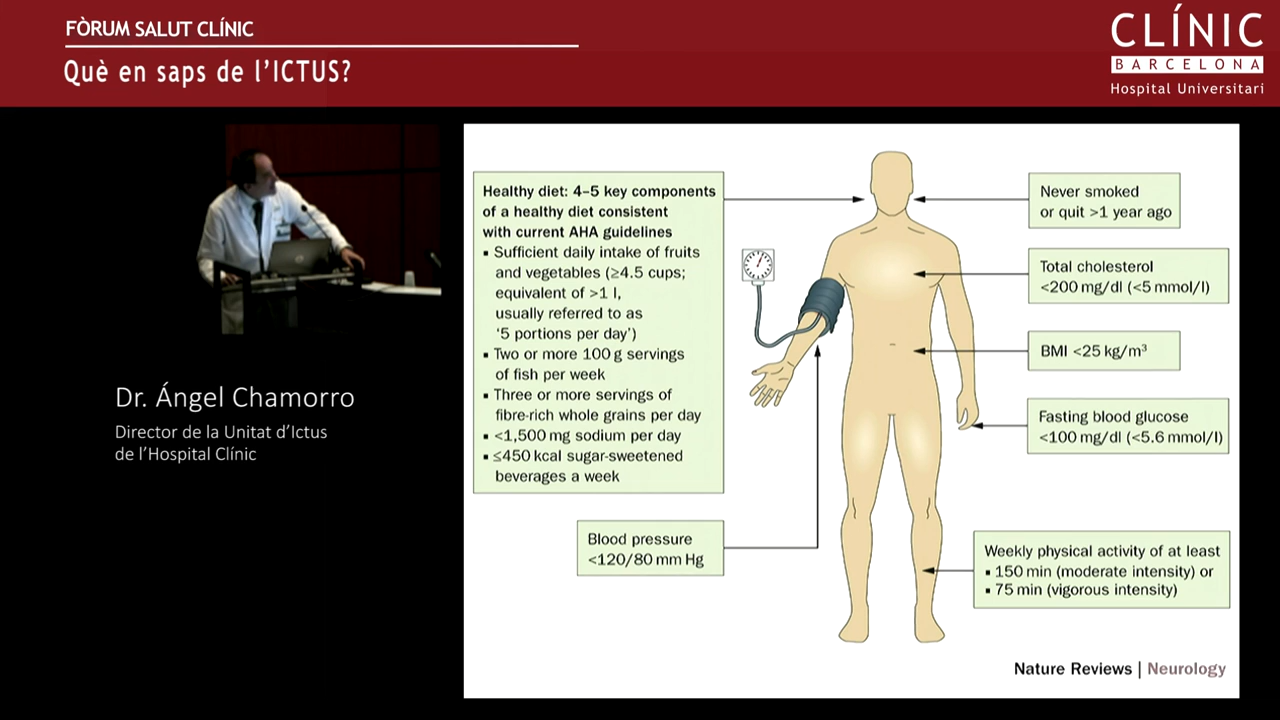 FÒRUM SALUT CLÍNIC
Què en saps de l'ICTUS?
CLÍNIC
BARCELONA
Hospital Universitari
Dr. Ángel Chamorro
Director de la Unitat d'Ictus
de l'Hospital Clínic
Healthy diet: 4–5 key components
of a healthy diet consistent
with current AHA guidelines
▪ Sufficient daily intake of fruits
and vegetables (≥4.5 cups;
equivalent of >1 l,
usually referred to as
‘5 portions per day’)
▪ Two or more 100 g servings
of fish per week
▪ Three or more servings of
fibre-rich whole grains per day
▪ <1,500 mg sodium per day
▪ ≤450 kcal sugar-sweetened
beverages a week
Blood pressure
<120/80 mm Hg
Never smoked
or quit >1 year ago
Total cholesterol
<200 mg/dl (<5 mmol/l)
BMI <25 kg/m³
Fasting blood glucose
<100 mg/dl (<5.6 mmol/l)
Weekly physical activity of at least
▪ 150 min (moderate intensity) or
▪ 75 min (vigorous intensity)
Nature Reviews | Neurology